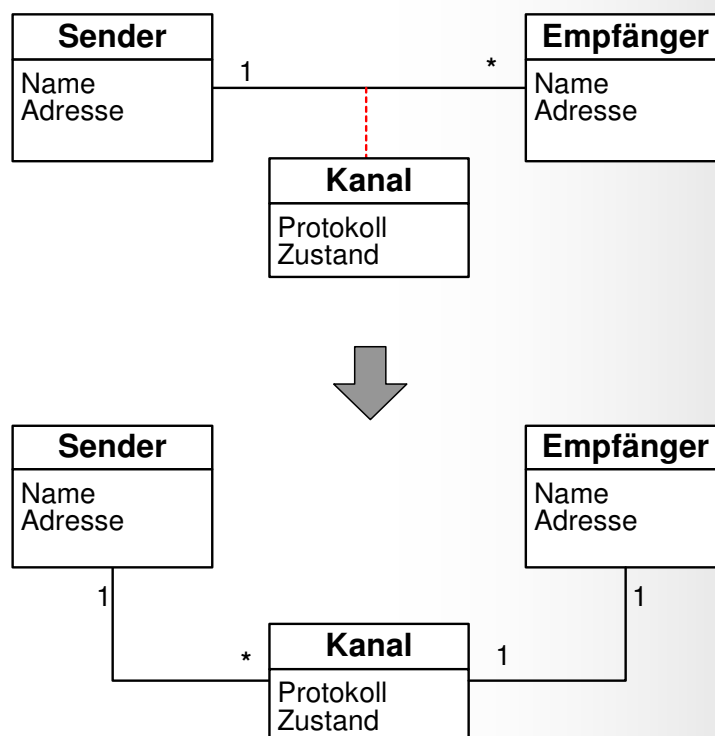 Sender
Name
Adresse
1
*
Empfänger
Name
Adresse
Kanal
Protokoll
Zustand
Sender
Name
Adresse
1
Empfänger
Name
Adresse
1
*
Kanal
Protokoll
Zustand
1